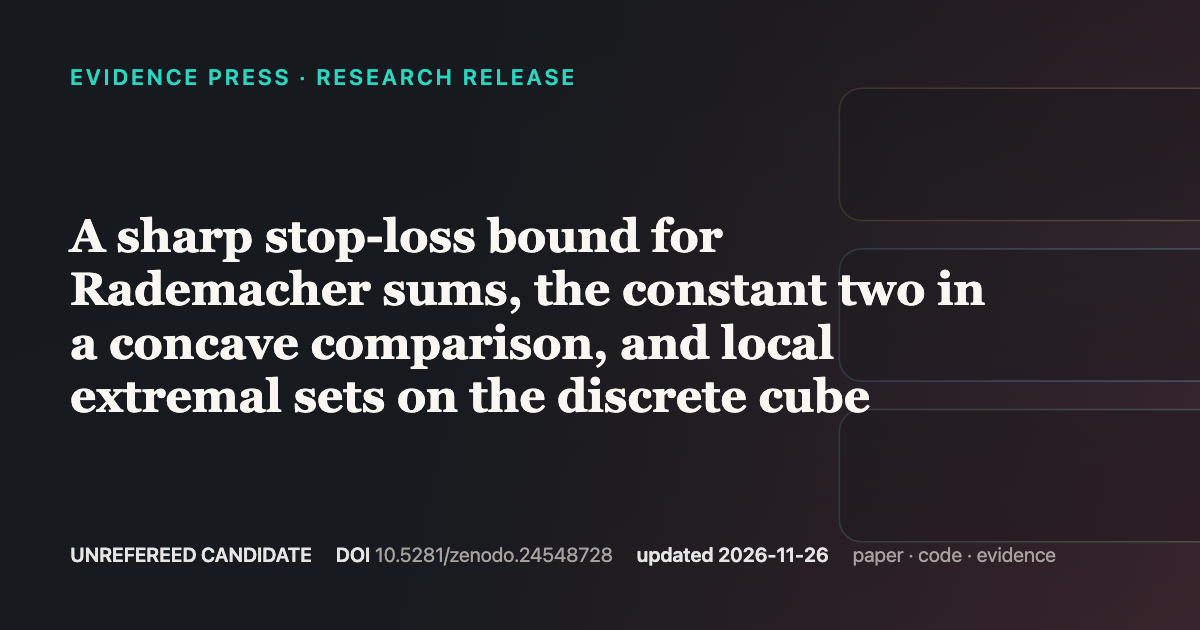 EVIDENCE PRESS · RESEARCH RELEASE
A sharp stop-loss bound for
Rademacher sums, the constant two in
a concave comparison, and local
extremal sets on the discrete cube
UNREFEREED CANDIDATE DOI 10.5281/zenodo.24548728 updated 2026-11-26 paper · code · evidence